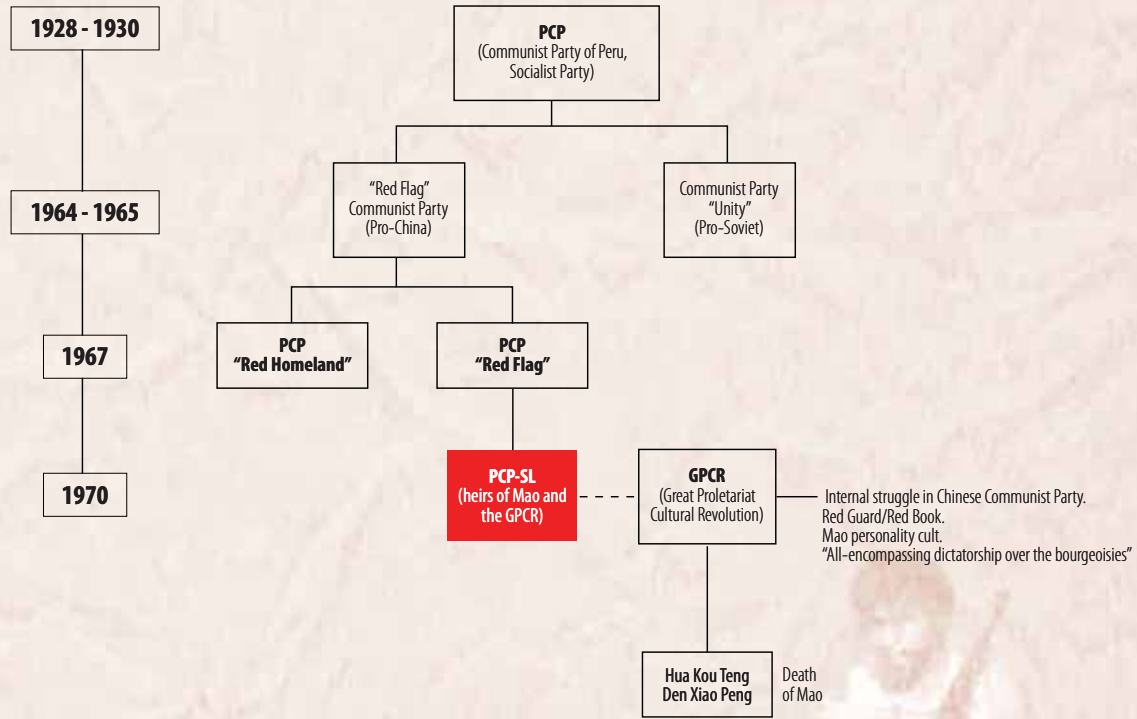 1928 - 1930
PCP
(Communist Party of Peru,
Socialist Party)
1964 - 1965
“Red Flag”
Communist Party
(Pro-China)
Communist Party
“Unity”
(Pro-Soviet)
1967
PCP
“Red Homeland”
PCP
“Red Flag”
1970
PCP-SL
(heirs of Mao and
the GPCR)
GPCR
(Great Proletariat
Cultural Revolution)
Internal struggle in Chinese Communist Party.
Red Guard/Red Book.
Mao personality cult.
“All-encompassing dictatorship over the bourgeoisies”
Hua Kou Teng
Den Xiao Peng
Death
of Mao